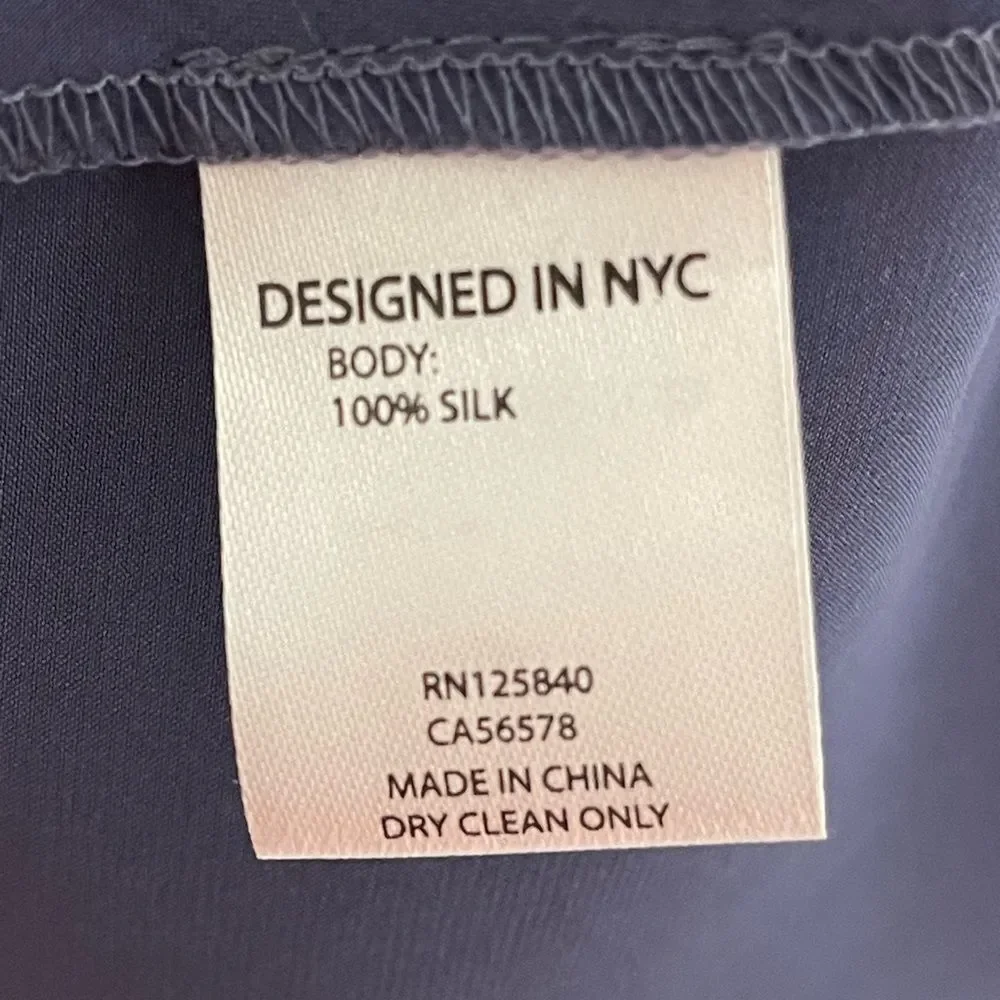 DESIGNED IN NYC
BODY:
100% SILK
RN125840
CA56578
MADE IN CHINA
DRY CLEAN ONLY